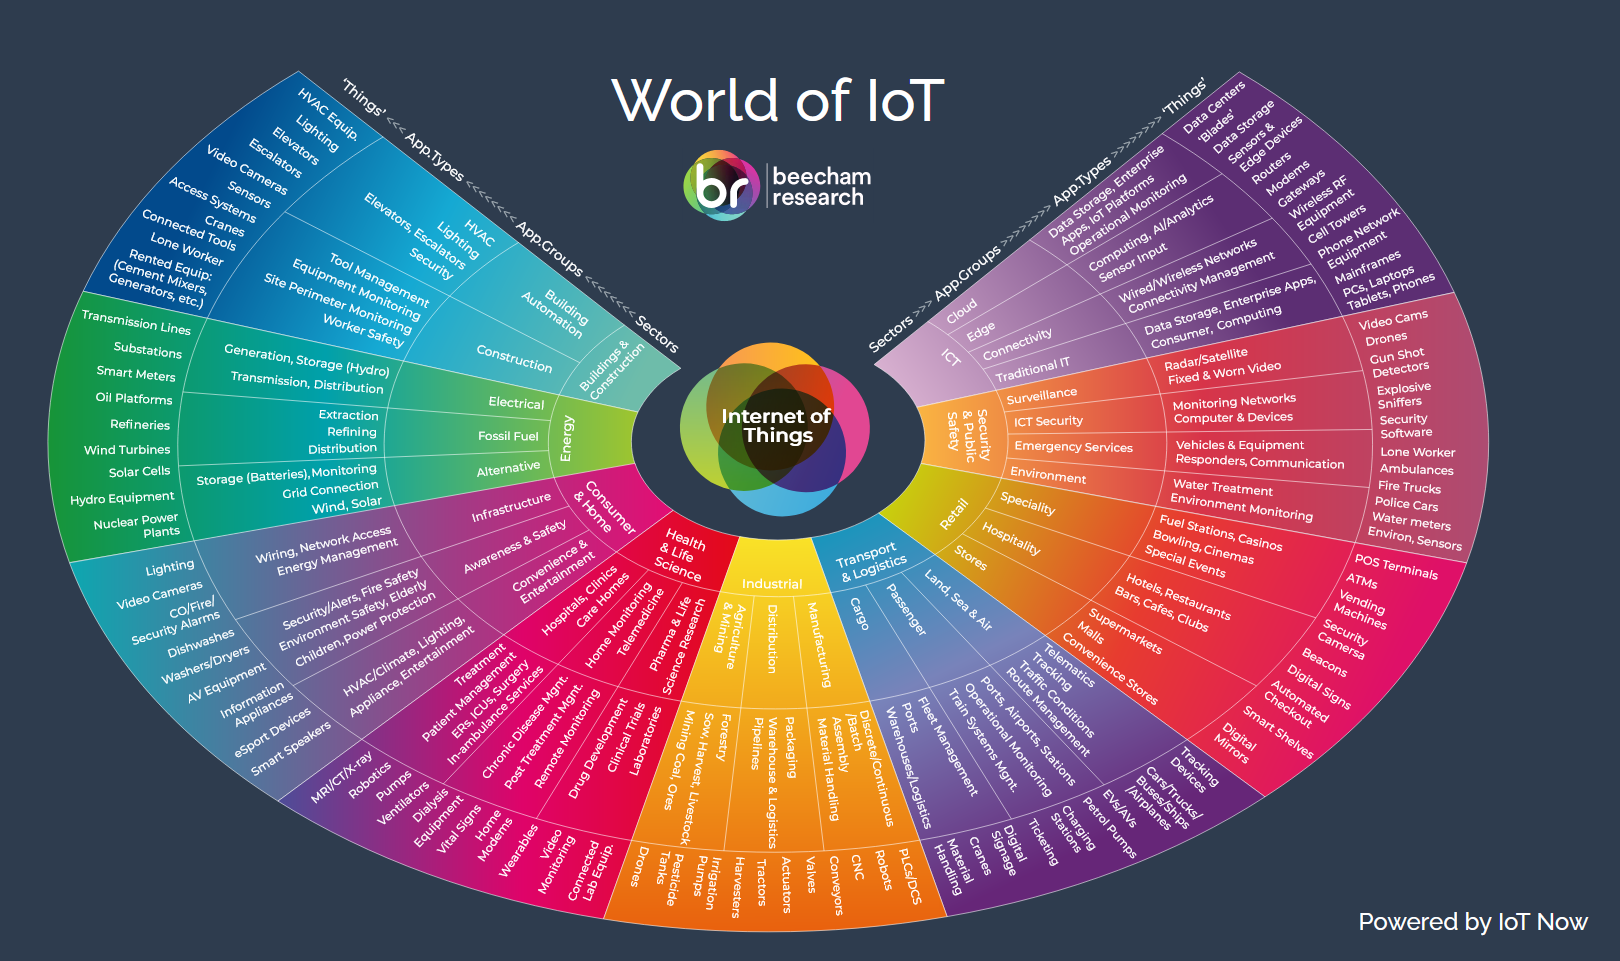 World of IoT
br
beecham
research
Internet of
Things
'Things' <<< App.Types <<<<<<<< App.Groups <<<<<<<< Sectors
Sectors >>> App.Groups >>>>>>>> App.Types >>>>>>>> 'Things'
Buildings &
Construction
Building
Automation
HVAC
Lighting
Elevators, Escalators
Security
Construction
Tool Management
Equipment Monitoring
Site Perimeter Monitoring
Worker Safety
HVAC Equip.
Lighting
Elevators
Escalators
Video Cameras
Sensors
Access Systems
Cranes
Connected Tools
Lone Worker
Rented Equip:
(Cement Mixers,
Generators, etc.)
Energy
Electrical
Generation, Storage (Hydro)
Transmission, Distribution
Fossil Fuel
Extraction
Refining
Distribution
Alternative
Storage (Batteries), Monitoring
Grid Connection
Wind, Solar
Transmission Lines
Substations
Smart Meters
Oil Platforms
Refineries
Wind Turbines
Solar Cells
Hydro Equipment
Nuclear Power
Plants
Consumer
& Home
Infrastructure
Wiring, Network Access
Energy Management
Awareness & Safety
Security/Alers, Fire Safety
Environment Safety, Elderly
Children, Power Protection
Convenience &
Entertainment
HVAC/Climate, Lighting,
Appliance, Entertainment
Lighting
Video Cameras
CO/Fire/
Security Alarms
Dishwashes
Washers/Dryers
AV Equipment
Information
Appliances
eSport Devices
Smart Speakers
Health
& Life
Science
Hospitals, Clinics
Care Homes
Treatment
Patient Management
ERs, ICUs, Surgery
In-ambulance Services
Home Monitoring
Telemedicine
Chronic Disease Mgmt.
Post Treatment Mgnt.
Remote Monitoring
Pharma & Life
Science Research
Drug Development
Clinical Trials
Laboratories
MRI/CT/X-ray
Robotics
Pumps
Ventilators
Dialysis
Equipment
Vital Signs
Home
Modems
Wearables
Video
Monitoring
Connected
Lab Equip.
Industrial
Agriculture
& Mining
Forestry
Sow, Harvest, Livestock
Mining Coal, Ores
Distribution
Packaging
Warehouse & Logistics
Pipelines
Manufacturing
Discrete/Continuous
/Batch
Assembly
Material Handling
Drones
Pesticide
Tanks
Irrigation
Pumps
Harvesters
Tractors
Actuators
Valves
Conveyors
CNC
Robots
PLCs/DCS
Transport
& Logistics
Cargo
Fleet Management
Ports
Warehouses/Logistics
Passenger
Ports, Airports, Stations
Operational Monitoring
Train Systems Mgnt.
Land, Sea & Air
Telematics
Tracking
Traffic Conditions
Route Management
Material
Handling
Cranes
Digital
Signage
Ticketing
Charging
Stations
Petrol Pumps
EVs/AVs
Cars/Trucks/
Buses/Ships
/Airplanes
Tracking
Devices
Retail
Speciality
Fuel Stations, Casinos
Bowling, Cinemas
Special Events
Hospitality
Hotels, Restaurants
Bars, Cafes, Clubs
Stores
Supermarkets
Malls
Convenience Stores
POS Terminals
ATMs
Vending
Machines
Security
Camersa
Beacons
Digital Signs
Automated
Checkout
Smart Shelves
Digital
Mirrors
Security
& Public
Safety
Surveillance
Radar/Satellite
Fixed & Worn Video
ICT Security
Monitoring Networks
Computer & Devices
Emergency Services
Vehicles & Equipment
Responders, Communication
Environment
Water Treatment
Environment Monitoring
Video Cams
Drones
Gun Shot
Detectors
Explosive
Sniffers
Security
Software
Lone Worker
Ambulances
Fire Trucks
Police Cars
Water meters
Environ, Sensors
ICT
Cloud
Data Storage, Enterprise
Apps, IoT Platforms
Operational Monitoring
Edge
Computing, AI/Analytics
Sensor Input
Connectivity
Wired/Wireless Networks
Connectivity Management
Traditional IT
Data Storage, Enterprise Apps,
Consumer, Computing
Data Centers
'Blades'
Data Storage
Sensors &
Edge Devices
Routers
Modems
Gateways
Wireless RF
Equipment
Cell Towers
Phone Network
Equipment
Mainframes
PCs, Laptops
Tablets, Phones
Powered by IoT Now